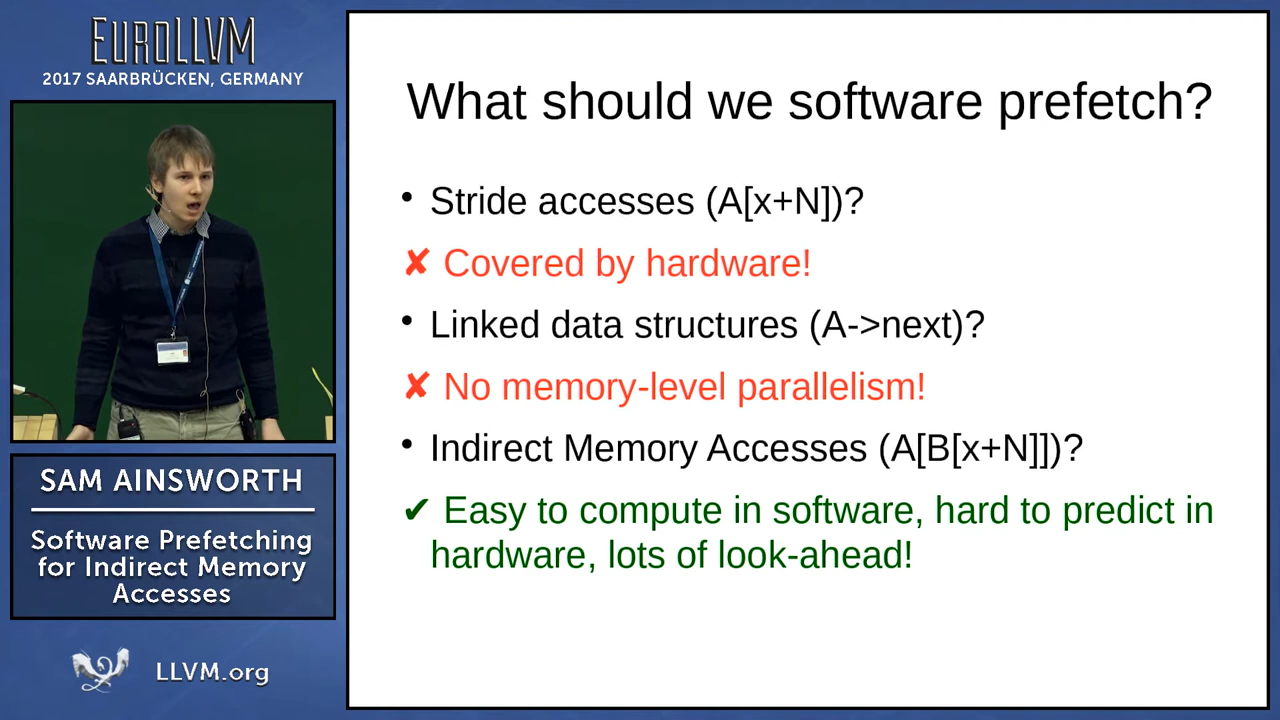 EUROLLVM
2017 SAARBRÜCKEN, GERMANY
SAM AINSWORTH
Software Prefetching
for Indirect Memory
Accesses
LLVM.org
What should we software prefetch?
• Stride accesses (A[x+N])?
✘ Covered by hardware!
• Linked data structures (A->next)?
✘ No memory-level parallelism!
• Indirect Memory Accesses (A[B[x+N]])?
✔ Easy to compute in software, hard to predict in
hardware, lots of look-ahead!